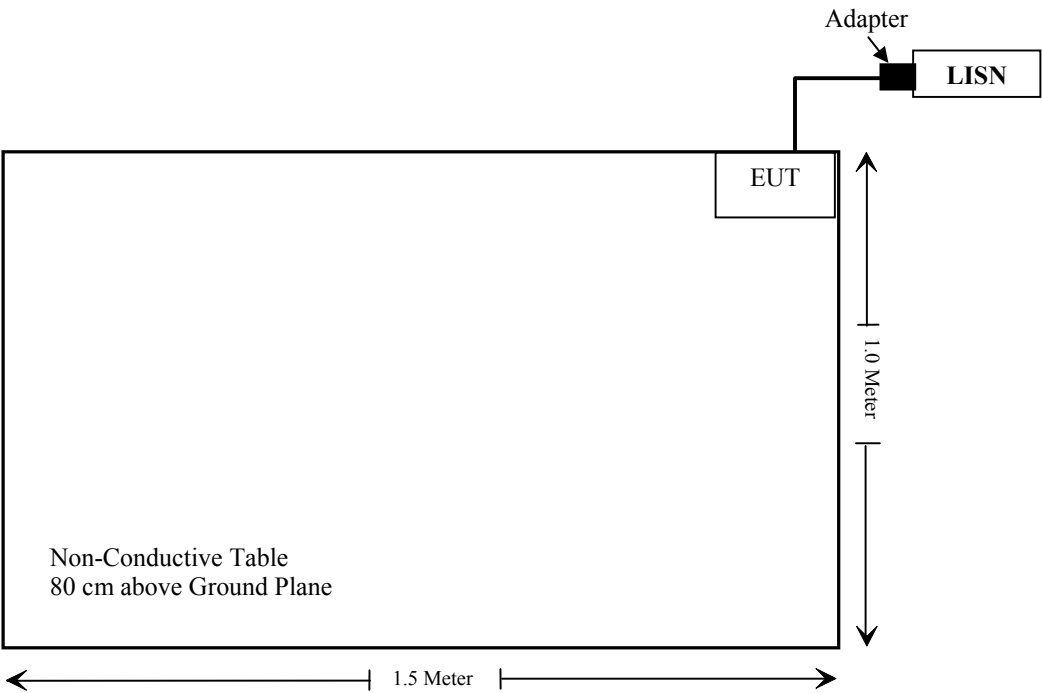 Adapter
LISN
EUT
1.0 Meter
Non-Conductive Table
80 cm above Ground Plane
1.5 Meter